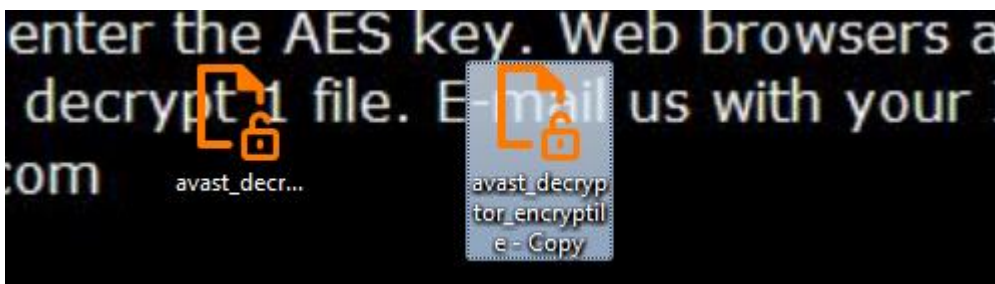 enter the AES key. Web browsers a
decrypt 1 file. E-mail us with your
com
avast_decr...
avast_decryp
tor_encryptil
e - Copy